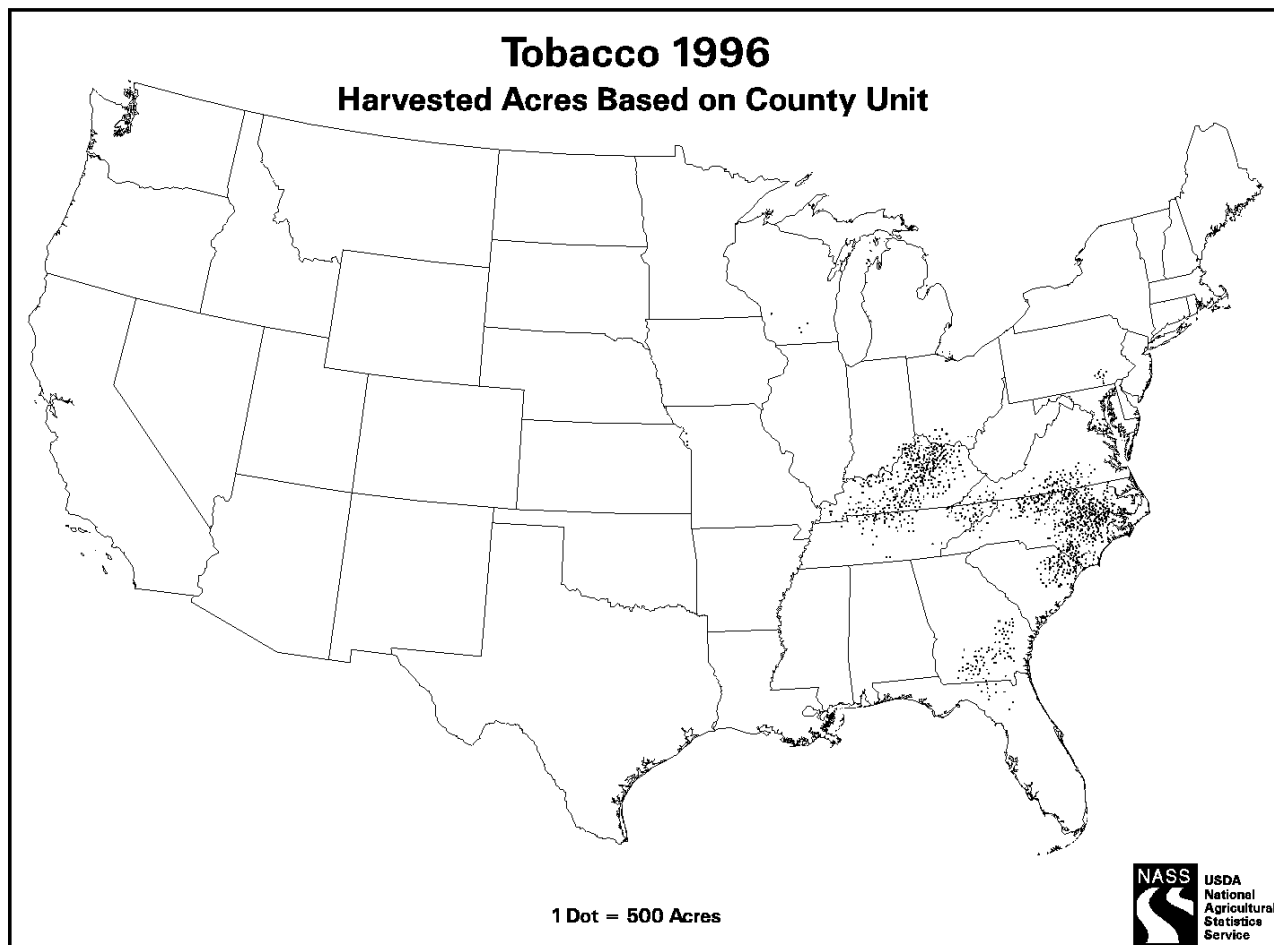 Tobacco 1996
Harvested Acres Based on County Unit
1 Dot = 500 Acres
NASS
USDA
National
Agricultural
Statistics
Service